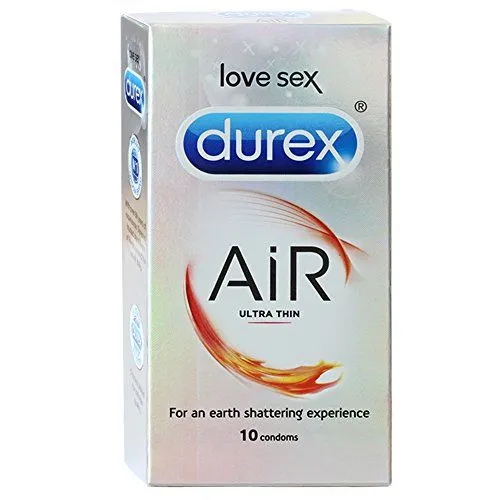 love sex
durex®
AiR
ULTRA THIN
For an earth shattering experience
10 condoms